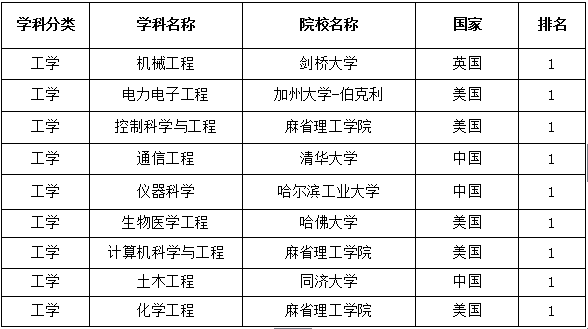 学科分类 学科名称 院校名称 国家 排名
工学 机械工程 剑桥大学 英国 1
工学 电力电子工程 加州大学-伯克利 美国 1
工学 控制科学与工程 麻省理工学院 美国 1
工学 通信工程 清华大学 中国 1
工学 仪器科学 哈尔滨工业大学 中国 1
工学 生物医学工程 哈佛大学 美国 1
工学 计算机科学与工程 麻省理工学院 美国 1
工学 土木工程 同济大学 中国 1
工学 化学工程 麻省理工学院 美国 1